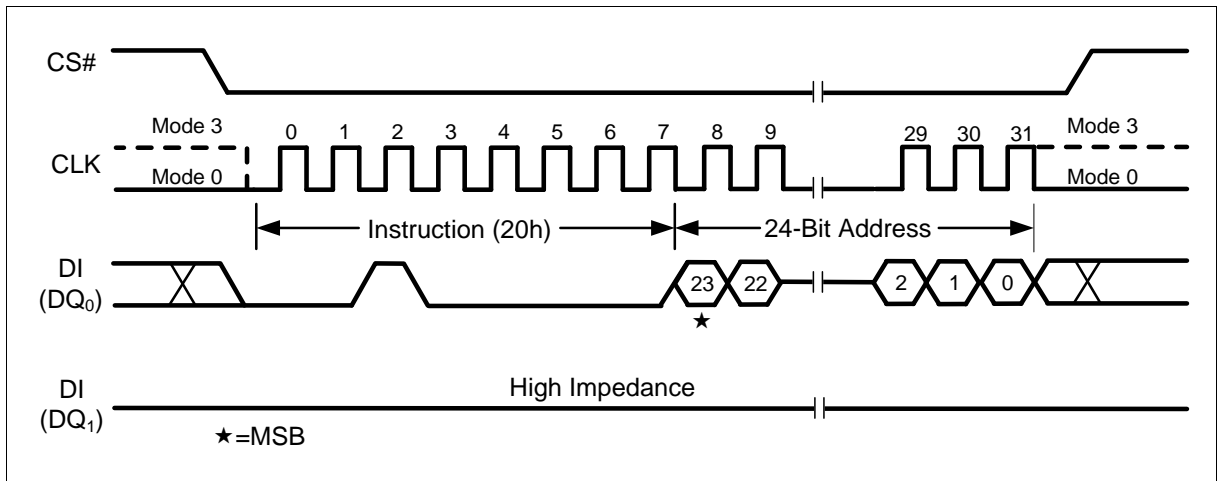 CS#
Mode 3 0 1 2 3 4 5 6 7 8 9 29 30 31 Mode 3
CLK
Mode 0 Mode 0
Instruction (20h) 24-Bit Address
DI
(DQ₀)
23 22 2 1 0
★
DI
(DQ₁)
High Impedance
★=MSB